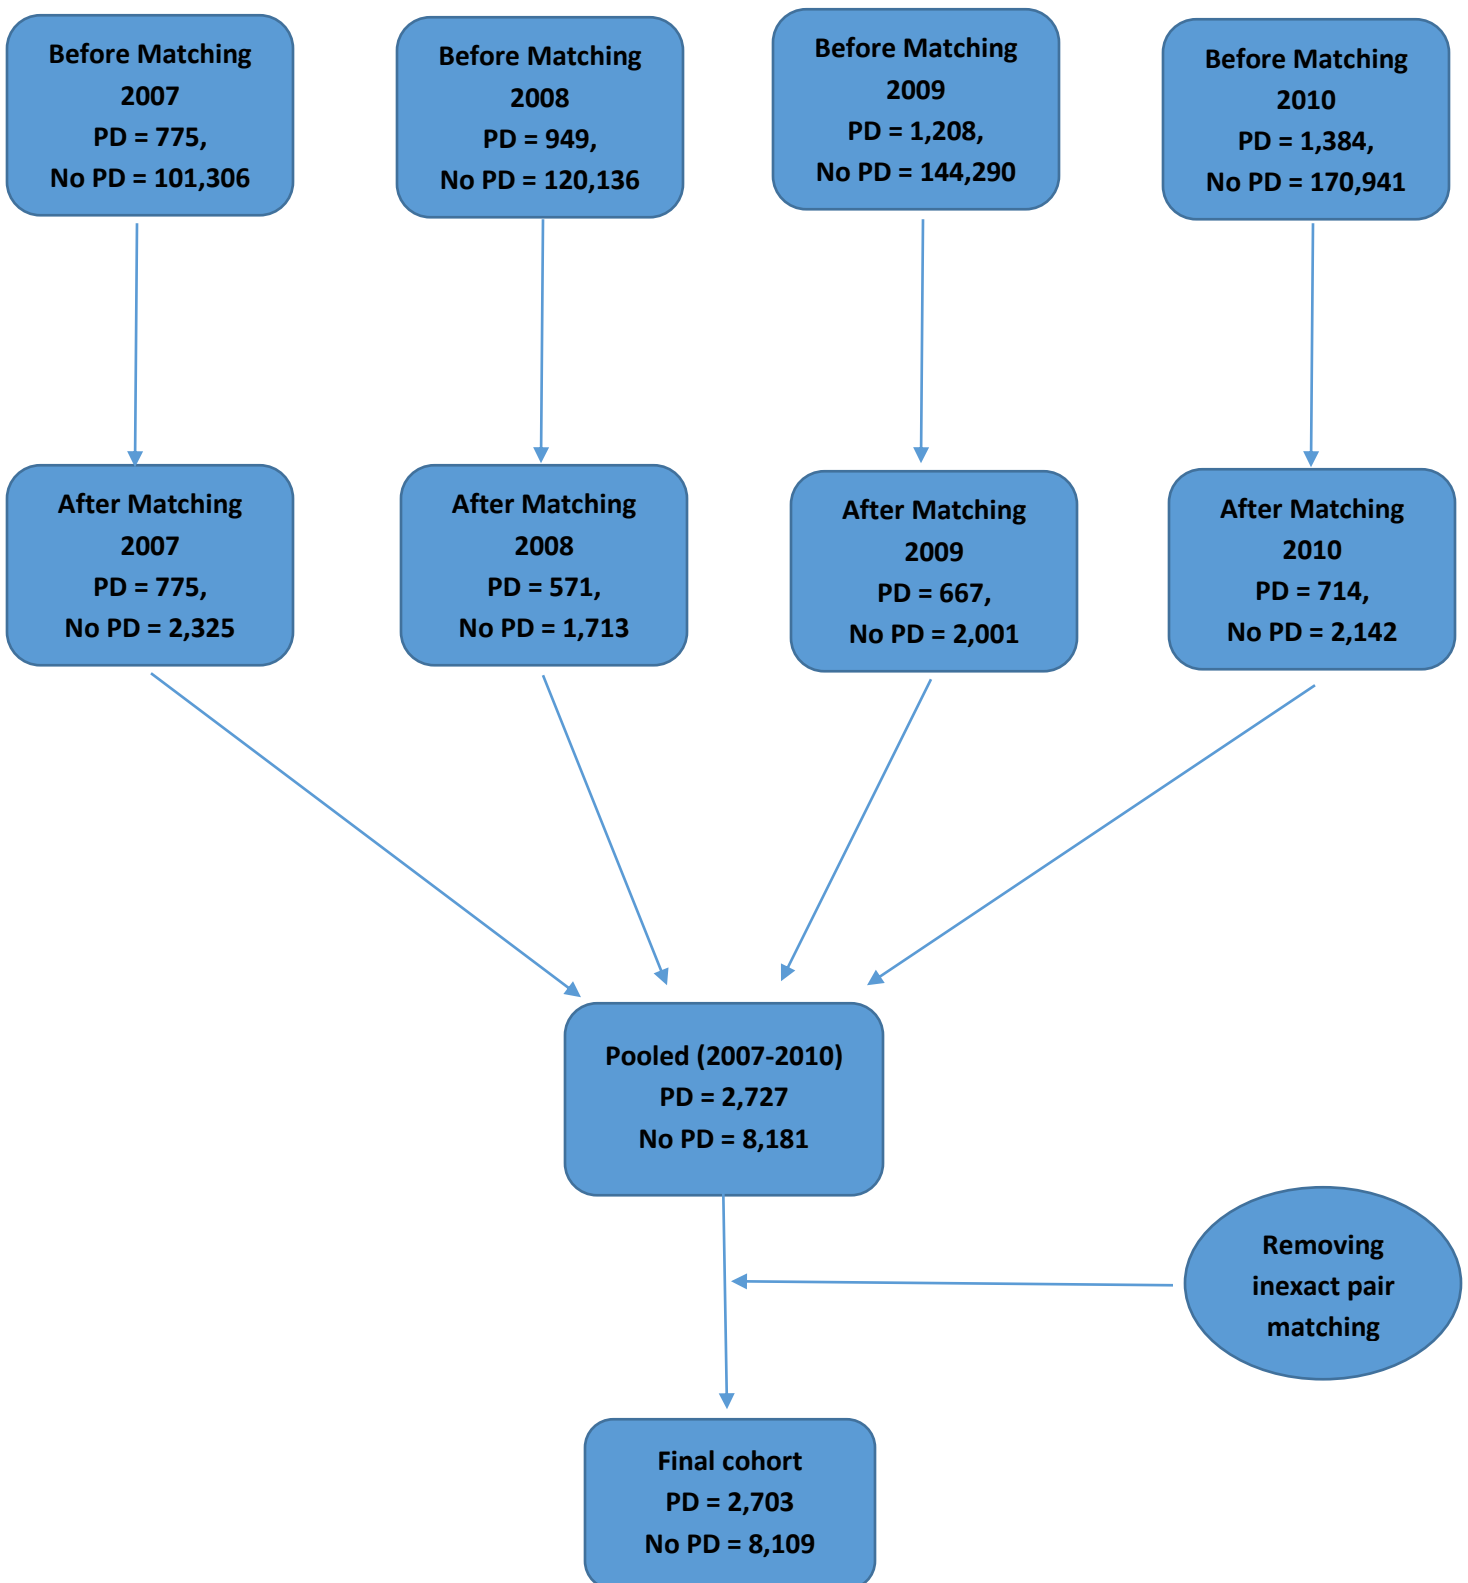 Before Matching
2007
PD = 775,
No PD = 101,306
Before Matching
2008
PD = 949,
No PD = 120,136
Before Matching
2009
PD = 1,208,
No PD = 144,290
Before Matching
2010
PD = 1,384,
No PD = 170,941
After Matching
2007
PD = 775,
No PD = 2,325
After Matching
2008
PD = 571,
No PD = 1,713
After Matching
2009
PD = 667,
No PD = 2,001
After Matching
2010
PD = 714,
No PD = 2,142
Pooled (2007-2010)
PD = 2,727
No PD = 8,181
Removing
inexact pair
matching
Final cohort
PD = 2,703
No PD = 8,109